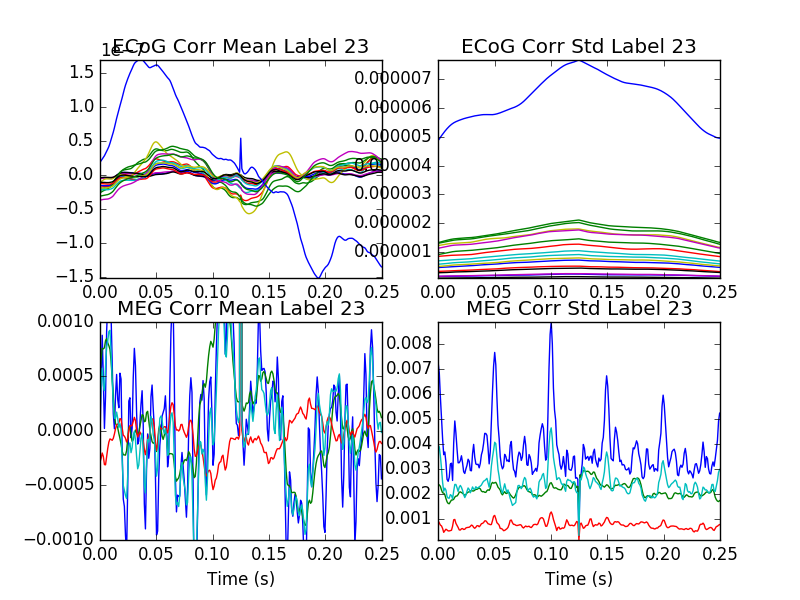 ECoG Corr Mean Label 23
1e−7
1.5
1.0
0.5
0.0
−0.5
−1.0
−1.5
0.00 0.05 0.10 0.15 0.20 0.25
ECoG Corr Std Label 23
0.000007
0.000006
0.000005
0.000004
0.000003
0.000002
0.000001
0.00 0.05 0.10 0.15 0.20 0.25
MEG Corr Mean Label 23
0.0010
0.0005
0.0000
−0.0005
−0.0010
0.00 0.05 0.10 0.15 0.20 0.25
Time (s)
MEG Corr Std Label 23
0.008
0.007
0.006
0.005
0.004
0.003
0.002
0.001
0.00 0.05 0.10 0.15 0.20 0.25
Time (s)